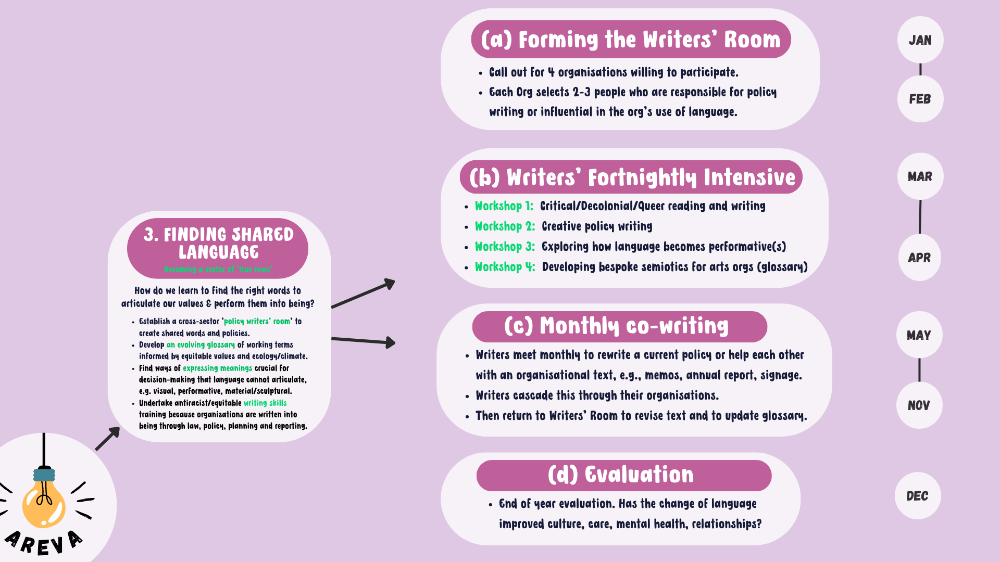 3. FINDING SHARED
LANGUAGE
Becoming a sector of 'true news'
How do we learn to find the right words to
articulate our values & perform them into being?
• Establish a cross-sector 'policy writers' room' to
create shared words and policies.
• Develop an evolving glossary of working terms
informed by equitable values and ecology/climate.
• Find ways of expressing meanings crucial for
decision-making that language cannot articulate,
e.g. visual, performative, material/sculptural.
• Undertake antiracist/equitable writing skills
training because organisations are written into
being through law, policy, planning and reporting.
AREVA
(a) Forming the Writers' Room
• Call out for 4 organisations willing to participate.
• Each Org selects 2-3 people who are responsible for policy
writing or influential in the org's use of language.
JAN
FEB
(b) Writers' Fortnightly Intensive
• Workshop 1: Critical/Decolonial/Queer reading and writing
• Workshop 2: Creative policy writing
• Workshop 3: Exploring how language becomes performative(s)
• Workshop 4: Developing bespoke semiotics for arts orgs (glossary)
MAR
APR
(c) Monthly co-writing
• Writers meet monthly to rewrite a current policy or help each other
with an organisational text, e.g., memos, annual report, signage.
• Writers cascade this through their organisations.
• Then return to Writers' Room to revise text and to update glossary.
MAY
NOV
(d) Evaluation
• End of year evaluation. Has the change of language
improved culture, care, mental health, relationships?
DEC